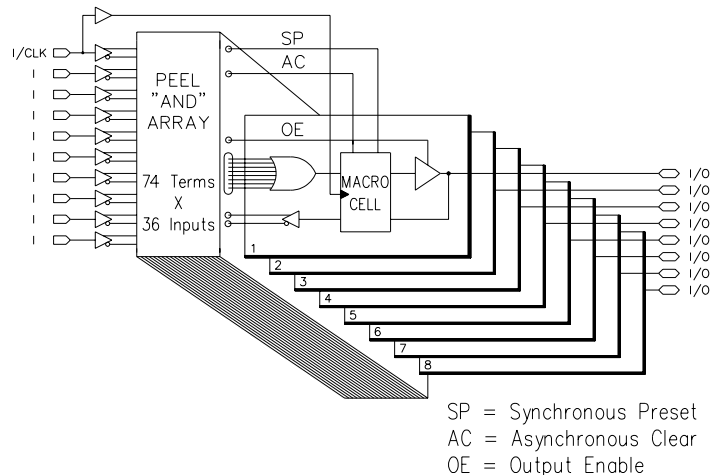 I/CLK
I
I
I
I
I
I
I
I
I
PEEL
"AND"
ARRAY
74 Terms
X
36 Inputs
SP
AC
OE
MACRO
CELL
1
2
3
4
5
6
7
8
I/O
I/O
I/O
I/O
I/O
I/O
I/O
I/O
SP = Synchronous Preset
AC = Asynchronous Clear
OE = Output Enable